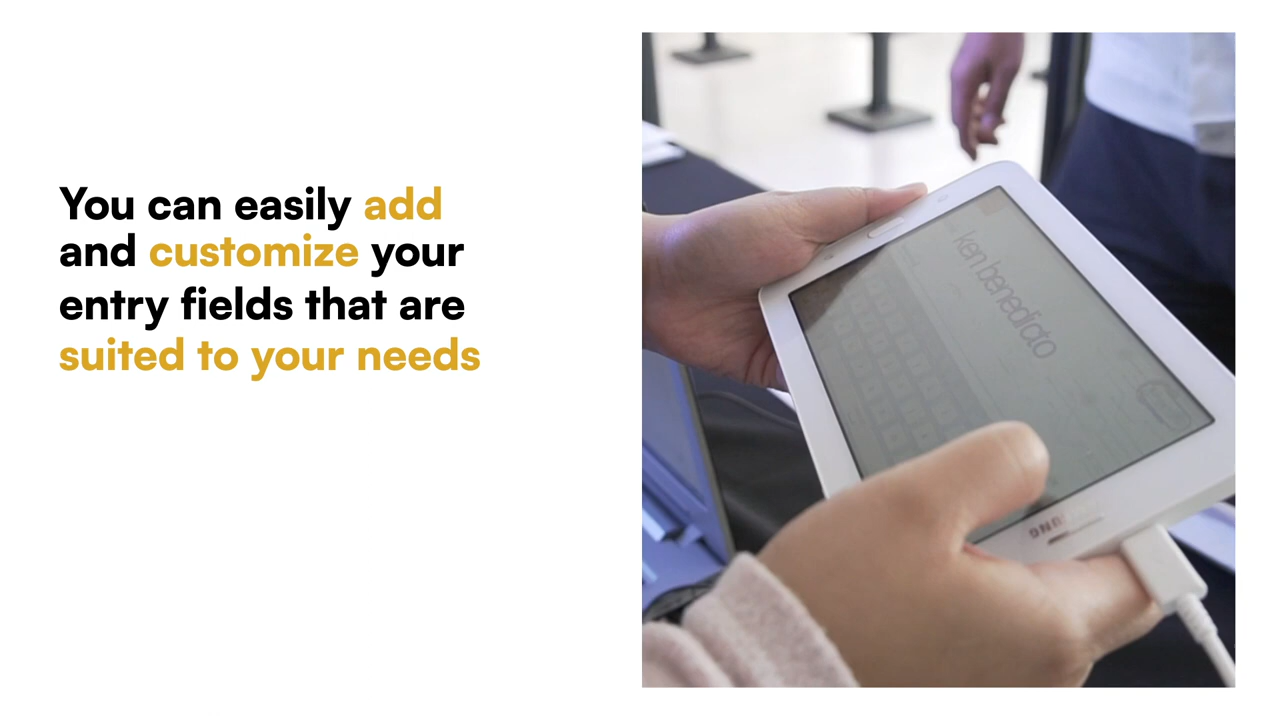 You can easily add
and customize your
entry fields that are
suited to your needs
ken benedicto